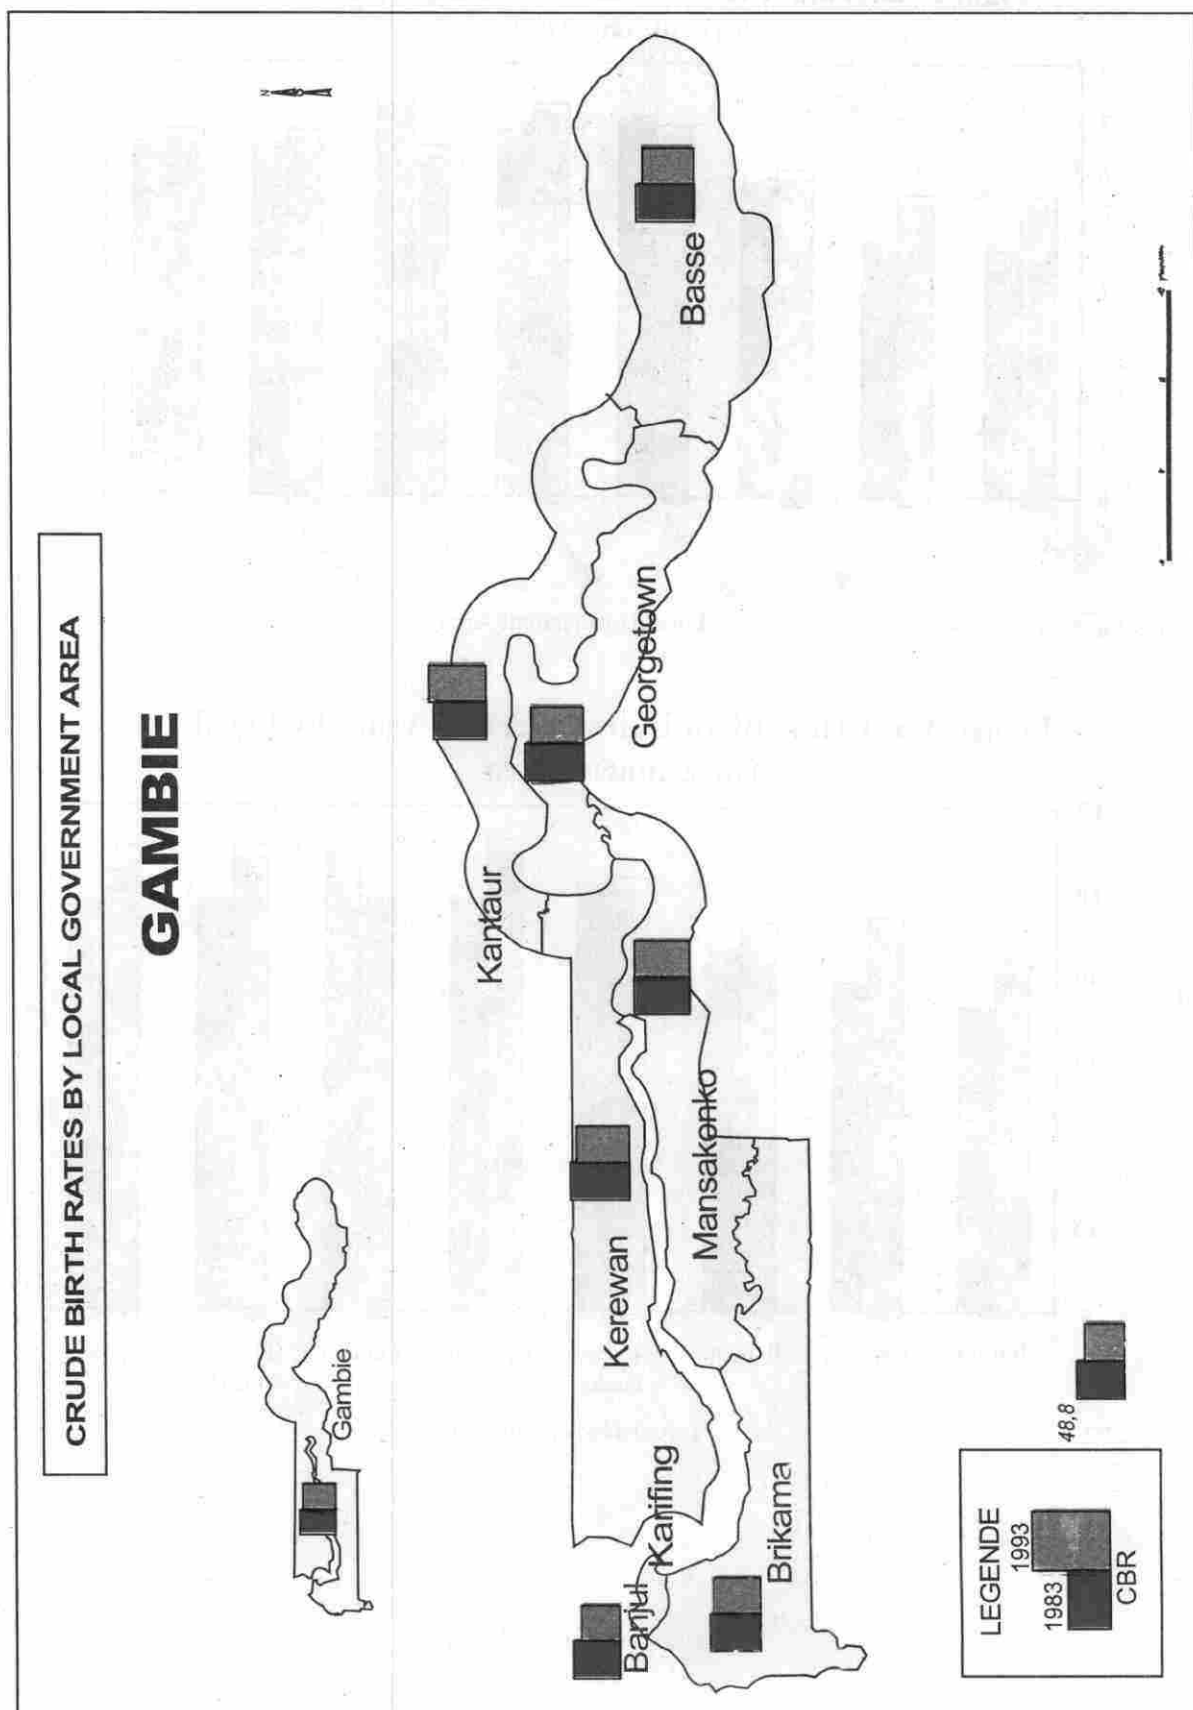 CRUDE BIRTH RATES BY LOCAL GOVERNMENT AREA
GAMBIE
N
Gambie
Kantaur
Basse
Georgetown
Kerewan
Mansakonko
Banjul
Karifing
Brikama
LEGENDE
1983
1993
CBR
48,8